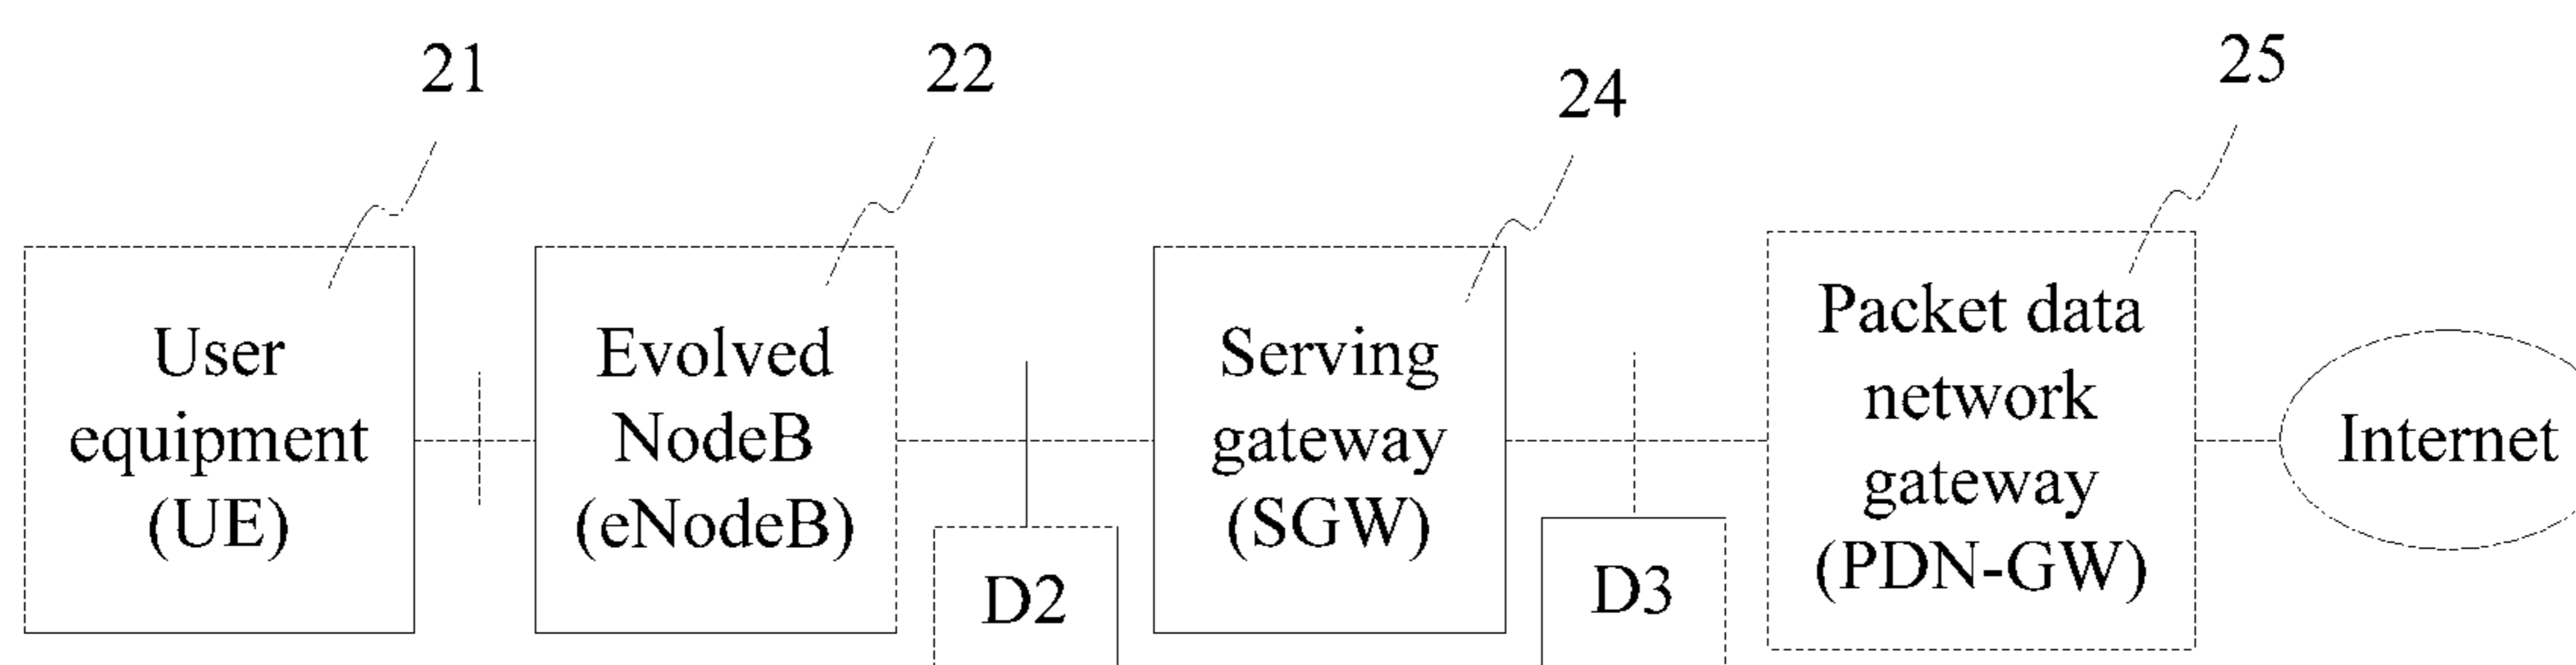 21
22
24
25
User
equipment
(UE)
Evolved
NodeB
(eNodeB)
D2
Serving
gateway
(SGW)
D3
Packet data
network
gateway
(PDN-GW)
Internet